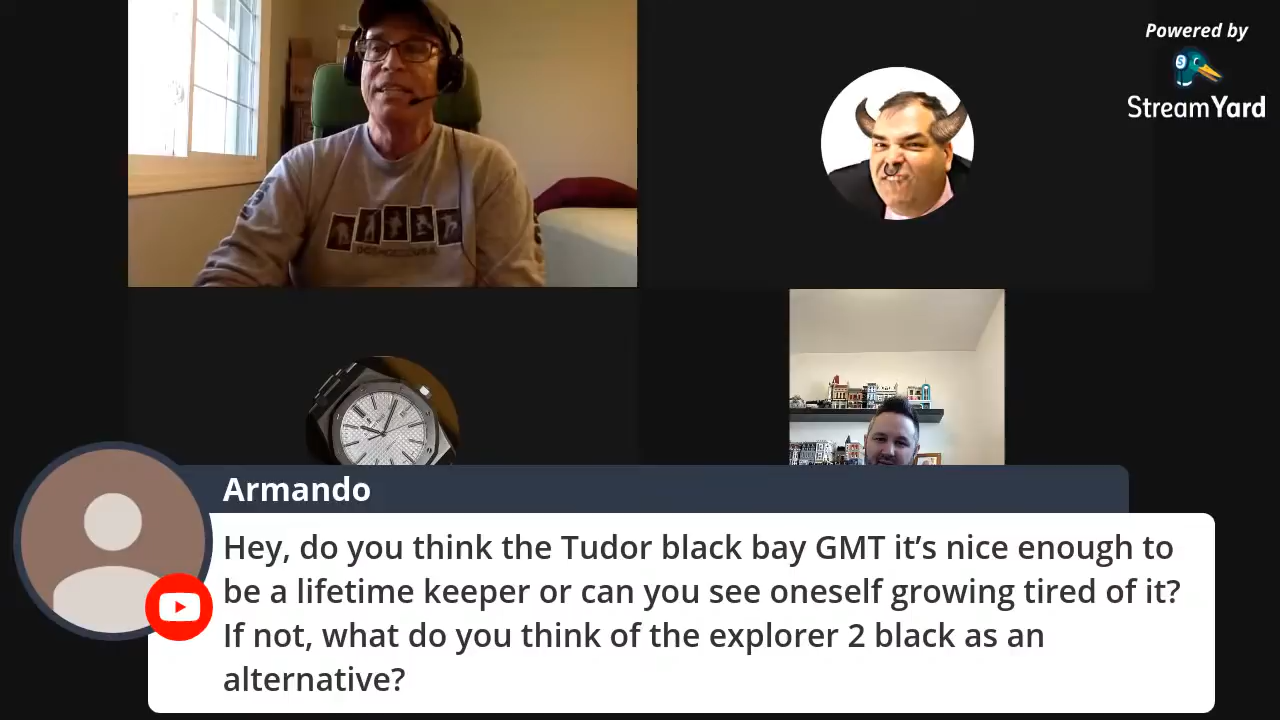 Powered by
StreamYard
Armando
Hey, do you think the Tudor black bay GMT it’s nice enough to
be a lifetime keeper or can you see oneself growing tired of it?
If not, what do you think of the explorer 2 black as an
alternative?